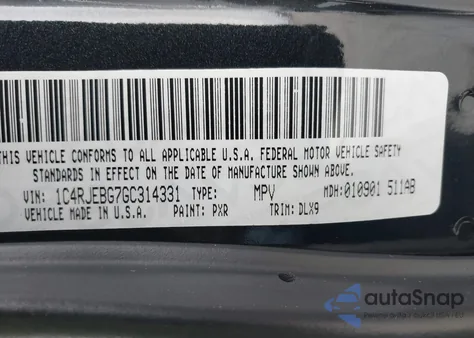 THIS VEHICLE CONFORMS TO ALL APPLICABLE U.S.A. FEDERAL MOTOR VEHICLE SAFETY
STANDARDS IN EFFECT ON THE DATE OF MANUFACTURE SHOWN ABOVE.
VIN: 1C4RJEBG7GC314331 TYPE: MPV MDH: 010901 511AB
VEHICLE MADE IN U.S.A. PAINT: PXR TRIM: DLX9
autoSnap